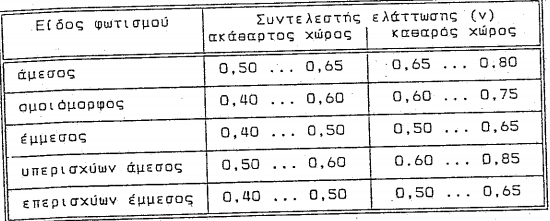 Είδος φωτισμού Συντελεστής ελάττωσης (ν)
ακάθαρτος χώρος καθαρός χώρος
άμεσος 0,50 ... 0,65 0,65 ... 0,80
ομοιόμορφος 0,40 ... 0,60 0,60 ... 0,75
έμμεσος 0,40 ... 0,50 0,50 ... 0,65
υπερισχύων άμεσος 0,50 ... 0,60 0.60 ... 0,85
επερισχύων έμμεσος 0,40 ... 0,50 0,50 ... 0,65